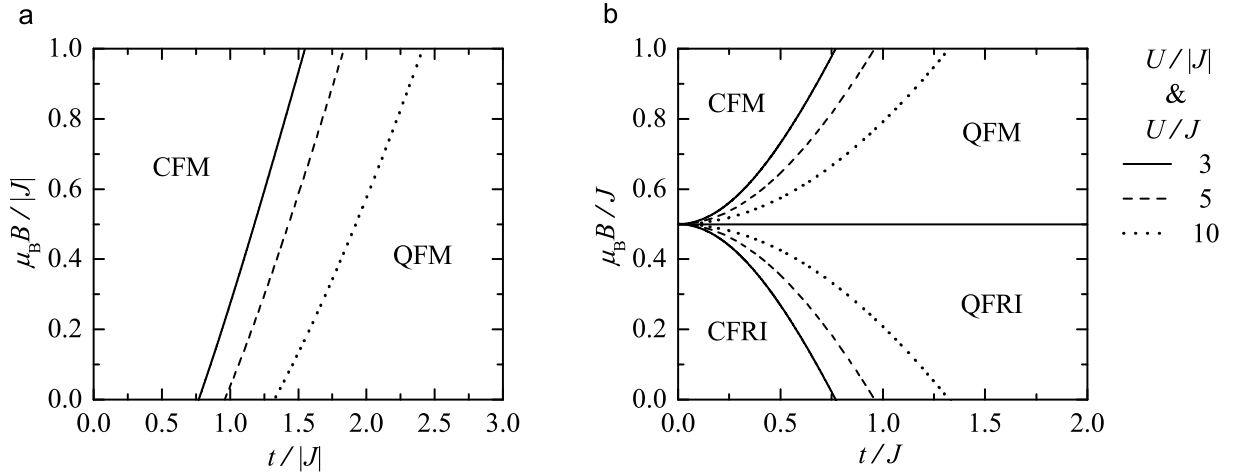 a
1.0
0.8
0.6
0.4
0.2
0.0
μ_B B / |J|
CFM
QFM
0.0 0.5 1.0 1.5 2.0 2.5 3.0
t / |J|
b
1.0
0.8
0.6
0.4
0.2
0.0
μ_B B / J
CFM
QFM
CFRI
QFRI
0.0 0.5 1.0 1.5 2.0
t / J
U / |J|
&
U / J
3
5
10